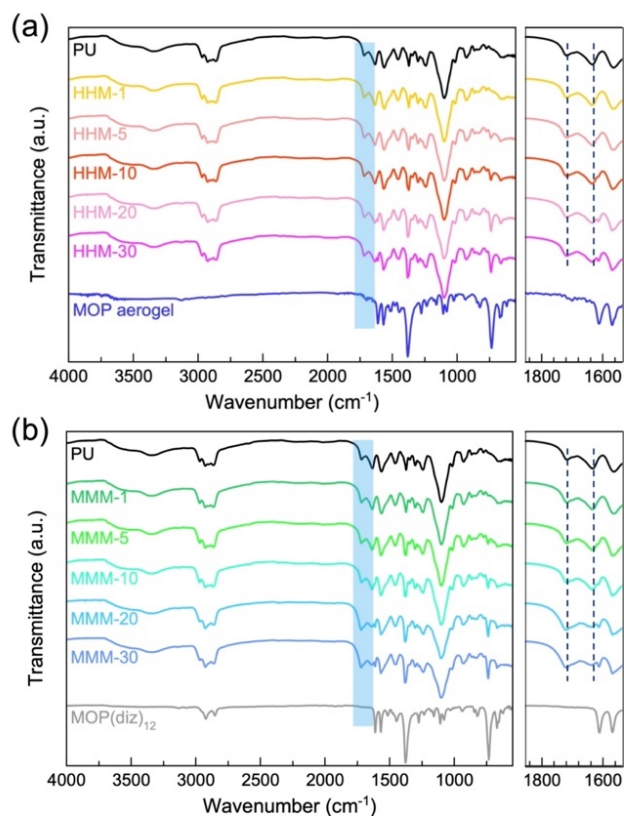 (a)
PU
HHM-1
HHM-5
HHM-10
HHM-20
HHM-30
MOP aerogel
Transmittance (a.u.)
4000 3500 3000 2500 2000 1500 1000 1800 1600
Wavenumber (cm⁻¹)
(b)
PU
MMM-1
MMM-5
MMM-10
MMM-20
MMM-30
MOP(diz)₁₂
Transmittance (a.u.)
4000 3500 3000 2500 2000 1500 1000 1800 1600
Wavenumber (cm⁻¹)